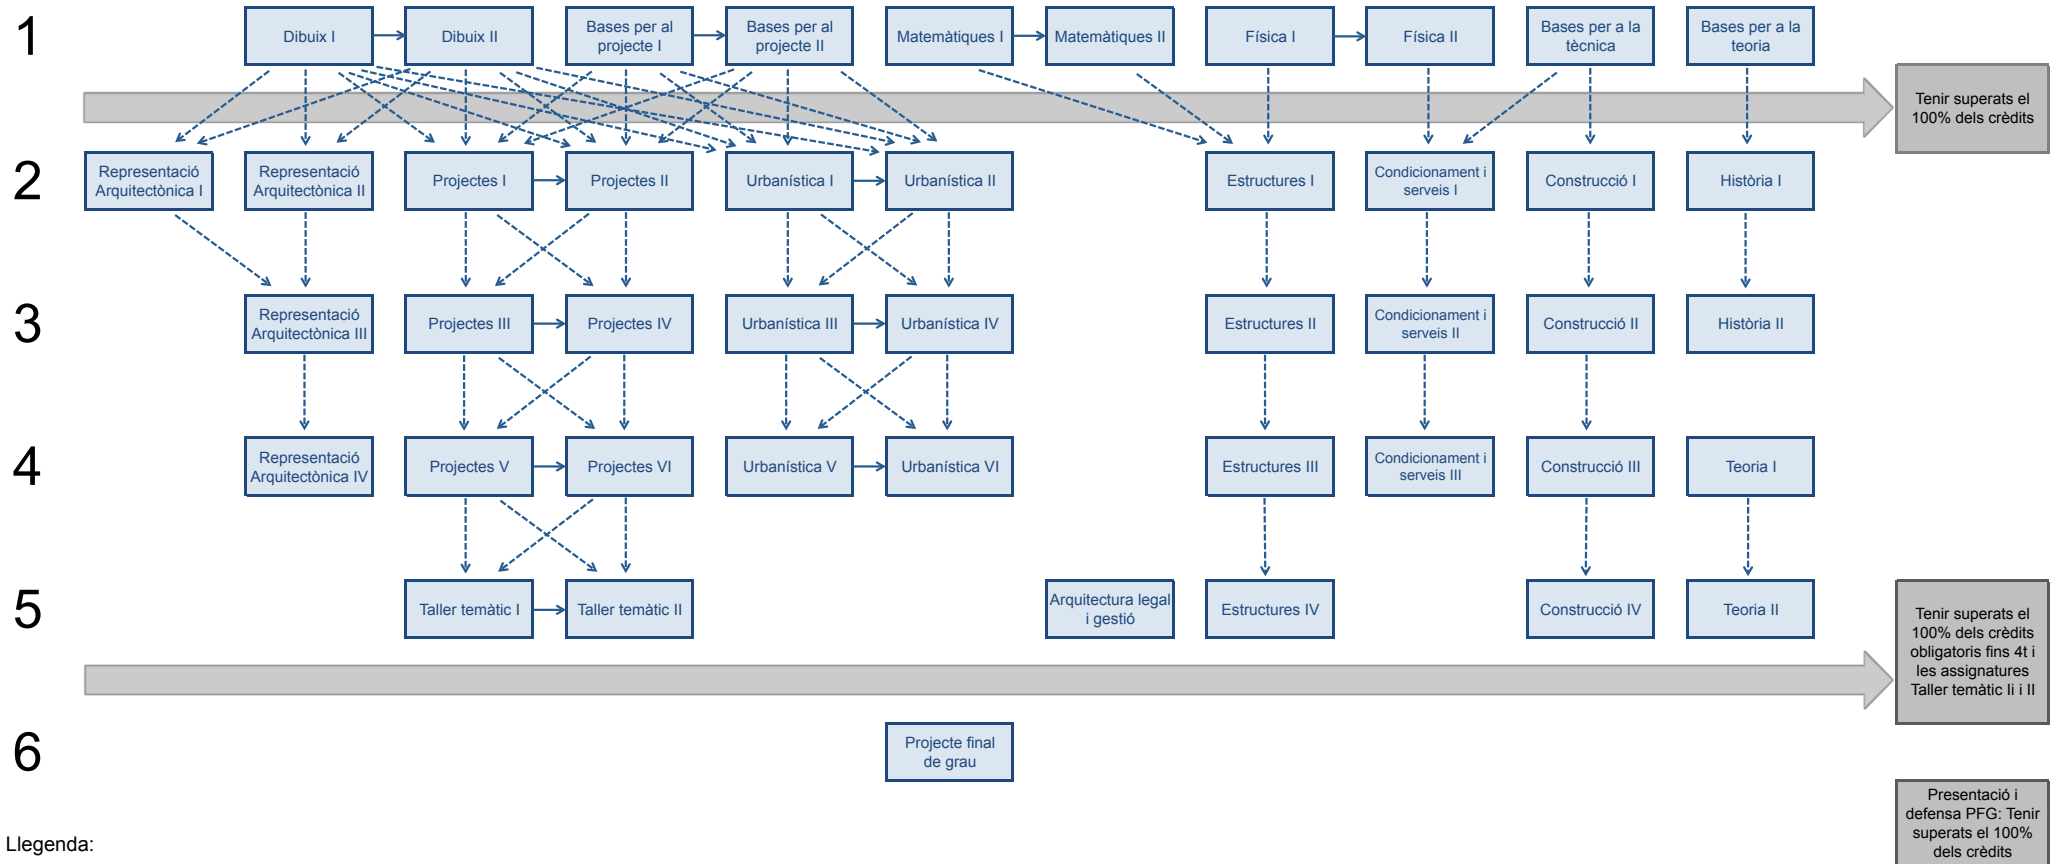 1
Dibuix I
Dibuix II
Bases per al
projecte I
Bases per al
projecte II
Matemàtiques I
Matemàtiques II
Física I
Física II
Bases per a la
tècnica
Bases per a la
teoria
Tenir superats el
100% dels crèdits
2
Representació
Arquitectònica I
Representació
Arquitectònica II
Projectes I
Projectes II
Urbanística I
Urbanística II
Estructures I
Condicionament i
serveis I
Construcció I
Història I
3
Representació
Arquitectònica III
Projectes III
Projectes IV
Urbanística III
Urbanística IV
Estructures II
Condicionament i
serveis II
Construcció II
Història II
4
Representació
Arquitectònica IV
Projectes V
Projectes VI
Urbanística V
Urbanística VI
Estructures III
Condicionament i
serveis III
Construcció III
Teoria I
5
Taller temàtic I
Taller temàtic II
Arquitectura legal
i gestió
Estructures IV
Construcció IV
Teoria II
Tenir superats el
100% dels crèdits
obligatoris fins 4t i
les assignatures
Taller temàtic Ii i II
6
Projecte final
de grau
Presentació i
defensa PFG: Tenir
superats el 100%
dels crèdits
Llegenda: